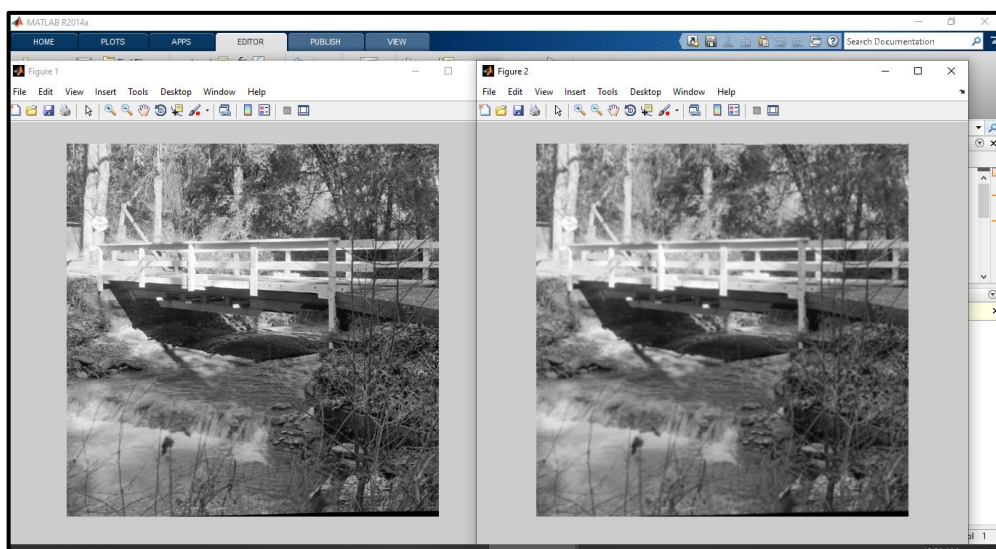 MATLAB R2014a
HOME PLOTS APPS EDITOR PUBLISH VIEW Search Documentation
Figure 1
File Edit View Insert Tools Desktop Window Help
Figure 2
File Edit View Insert Tools Desktop Window Help